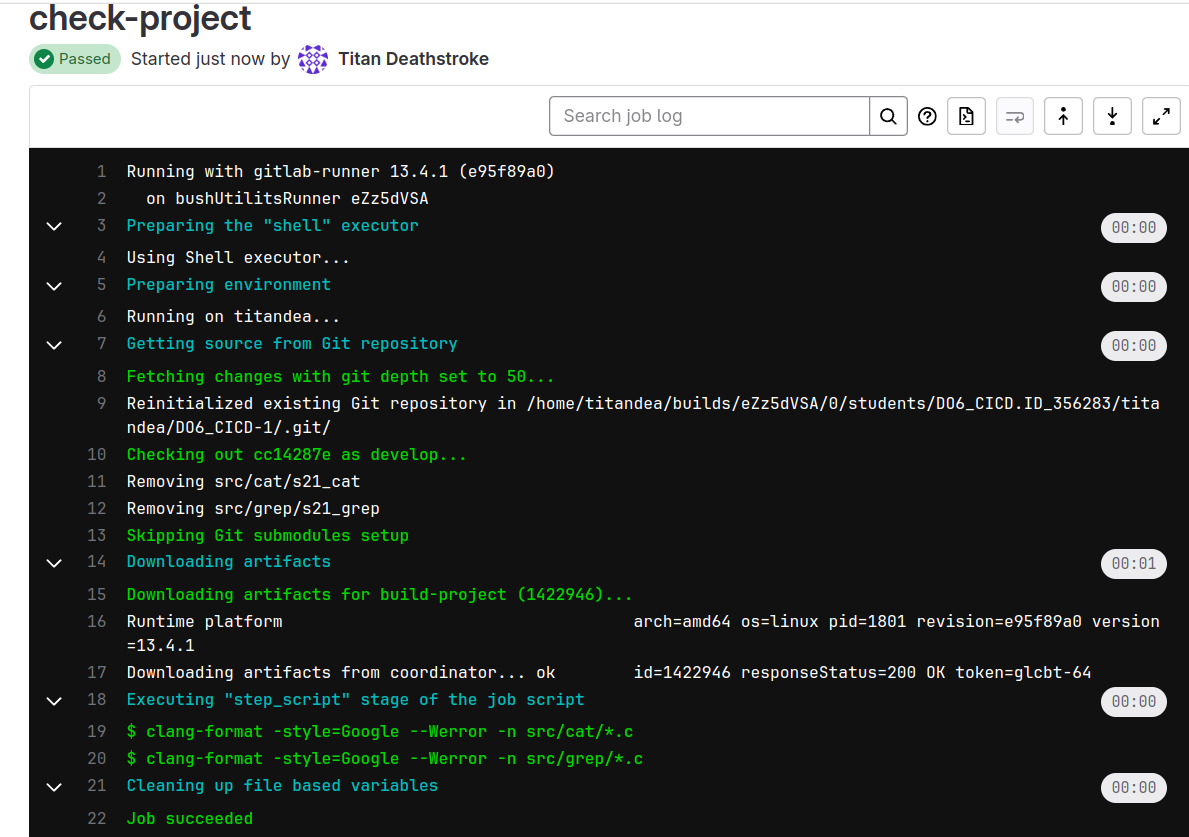 check-project
Passed Started just now by Titan Deathstroke
Search job log
1 Running with gitlab-runner 13.4.1 (e95f89a0)
2 on bushUtilitsRunner eZz5dVSA
3 Preparing the "shell" executor 00:00
4 Using Shell executor...
5 Preparing environment 00:00
6 Running on titandea...
7 Getting source from Git repository 00:00
8 Fetching changes with git depth set to 50...
9 Reinitialized existing Git repository in /home/titandea/builds/eZz5dVSA/0/students/DO6_CICD.ID_356283/tita
ndea/DO6_CICD-1/.git/
10 Checking out cc14287e as develop...
11 Removing src/cat/s21_cat
12 Removing src/grep/s21_grep
13 Skipping Git submodules setup
14 Downloading artifacts 00:01
15 Downloading artifacts for build-project (1422946)...
16 Runtime platform arch=amd64 os=linux pid=1801 revision=e95f89a0 version
=13.4.1
17 Downloading artifacts from coordinator... ok id=1422946 responseStatus=200 OK token=glcbt-64
18 Executing "step_script" stage of the job script 00:00
19 $ clang-format -style=Google --Werror -n src/cat/*.c
20 $ clang-format -style=Google --Werror -n src/grep/*.c
21 Cleaning up file based variables 00:00
22 Job succeeded